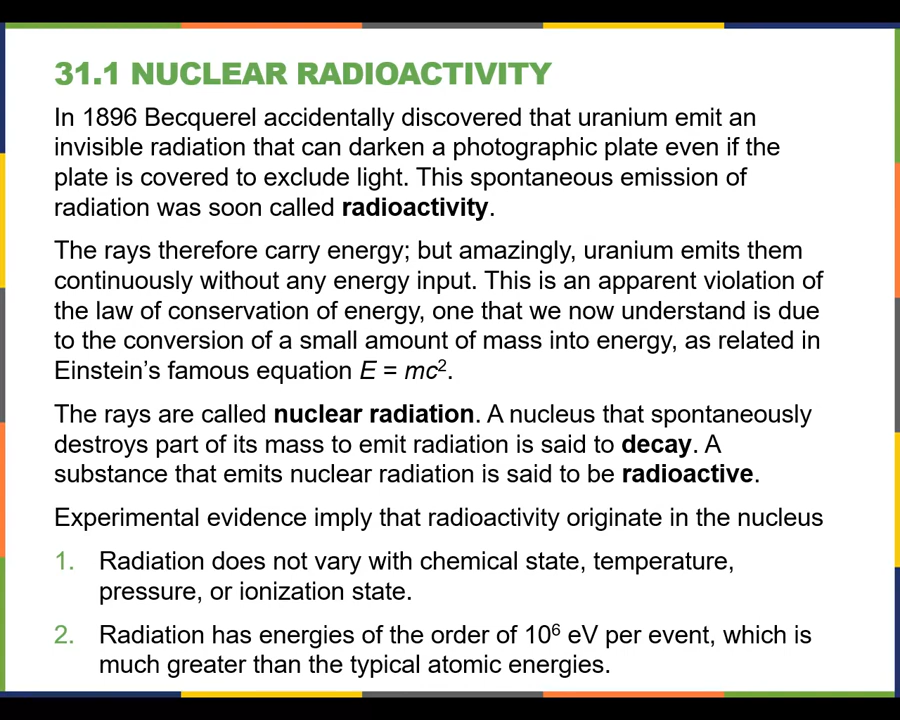 31.1 NUCLEAR RADIOACTIVITY
In 1896 Becquerel accidentally discovered that uranium emit an
invisible radiation that can darken a photographic plate even if the
plate is covered to exclude light. This spontaneous emission of
radiation was soon called radioactivity.
The rays therefore carry energy; but amazingly, uranium emits them
continuously without any energy input. This is an apparent violation of
the law of conservation of energy, one that we now understand is due
to the conversion of a small amount of mass into energy, as related in
Einstein’s famous equation E = mc².
The rays are called nuclear radiation. A nucleus that spontaneously
destroys part of its mass to emit radiation is said to decay. A
substance that emits nuclear radiation is said to be radioactive.
Experimental evidence imply that radioactivity originate in the nucleus
1. Radiation does not vary with chemical state, temperature,
pressure, or ionization state.
2. Radiation has energies of the order of 10⁶ eV per event, which is
much greater than the typical atomic energies.